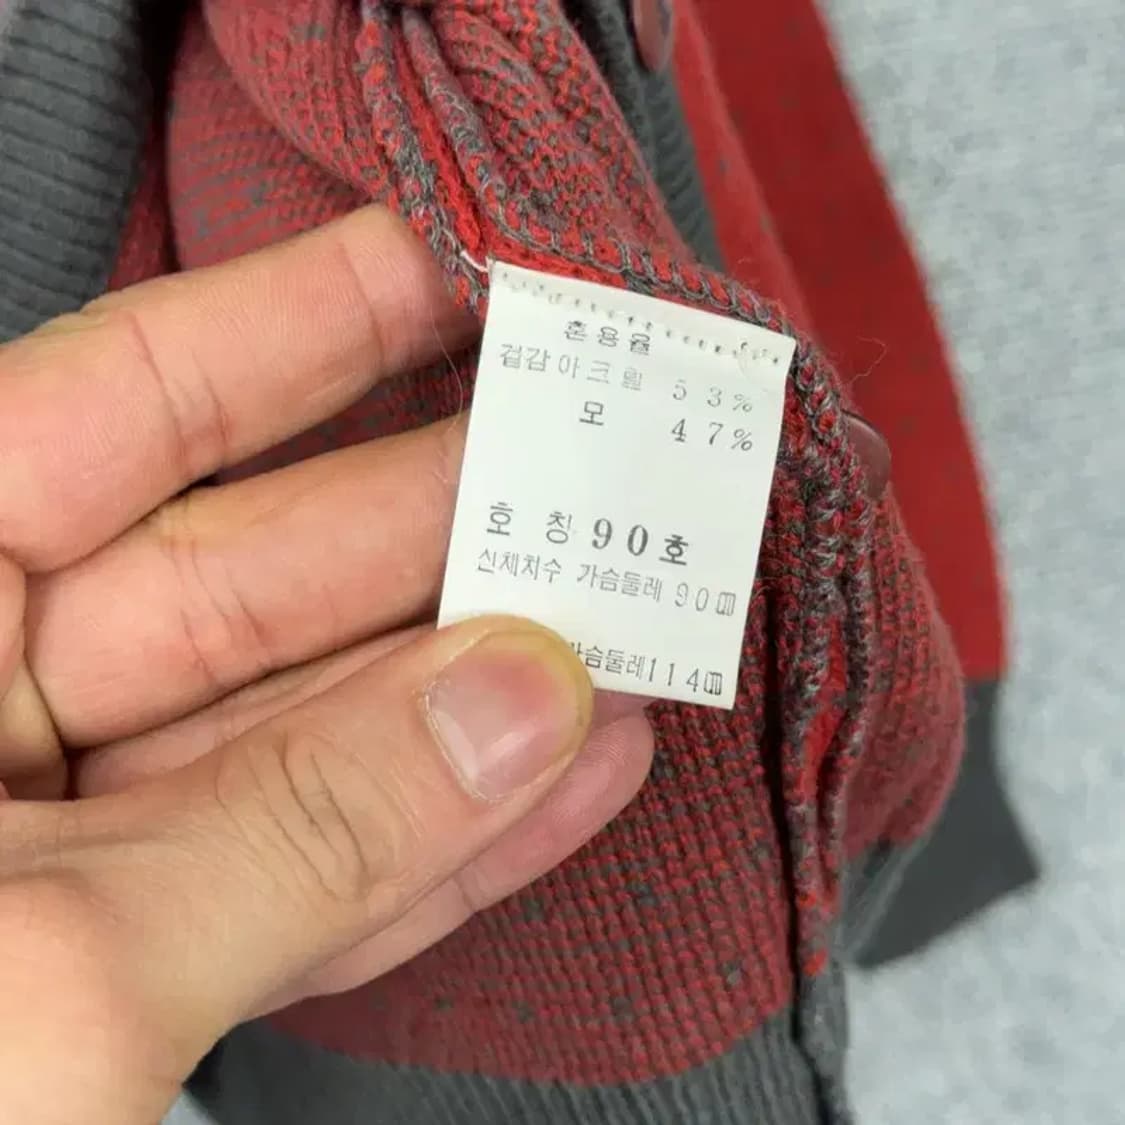 혼용율
겉감 아크릴 53%
모 47%
호 칭 90호
신체치수 가슴둘레 90㎝
가슴둘레114㎝